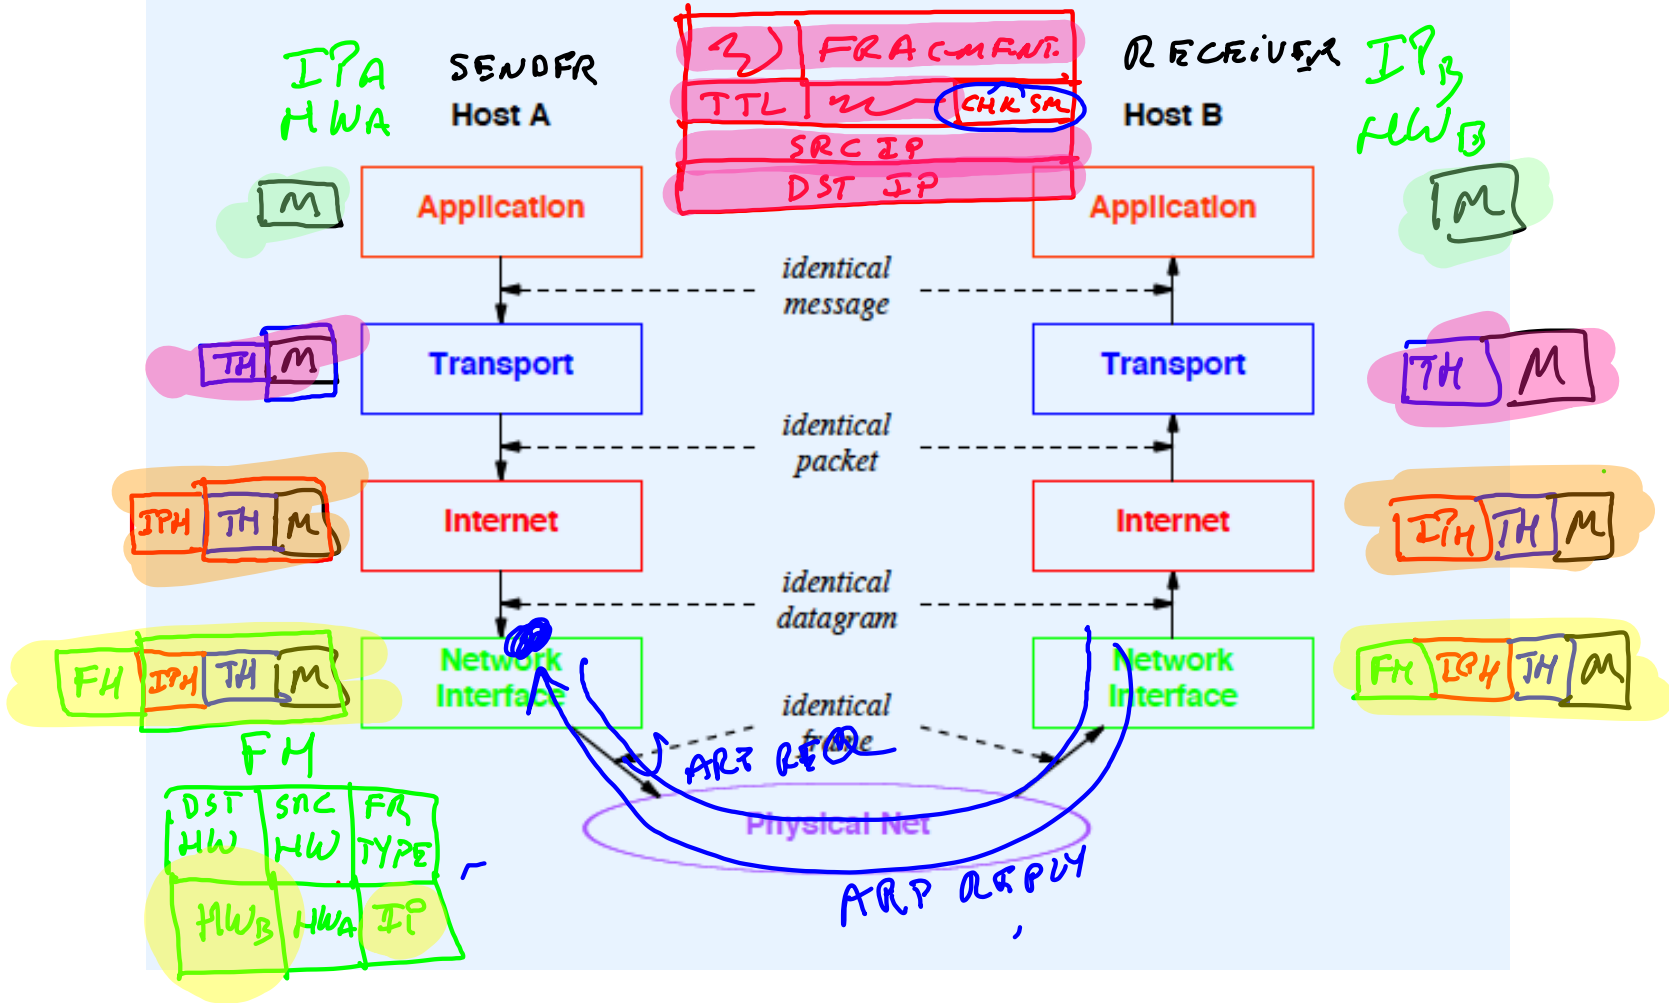 IPA
HWA
SENDER
Host A
FRAGMENT.
TTL
CHKSM
SRC IP
DST IP
RECEIVER
Host B
IPB
HWB
M
Application
Application
M
identical
message
TH M
Transport
Transport
TH M
identical
packet
IPH TH M
Internet
Internet
IPH TH M
identical
datagram
FH IPH TH M
Network
Interface
Network
Interface
FH IPH TH M
identical
frame
ARP REQ
Physical Net
ARP REPLY
FH
DST HW
SRC HW
FR TYPE
HWB HWA IP